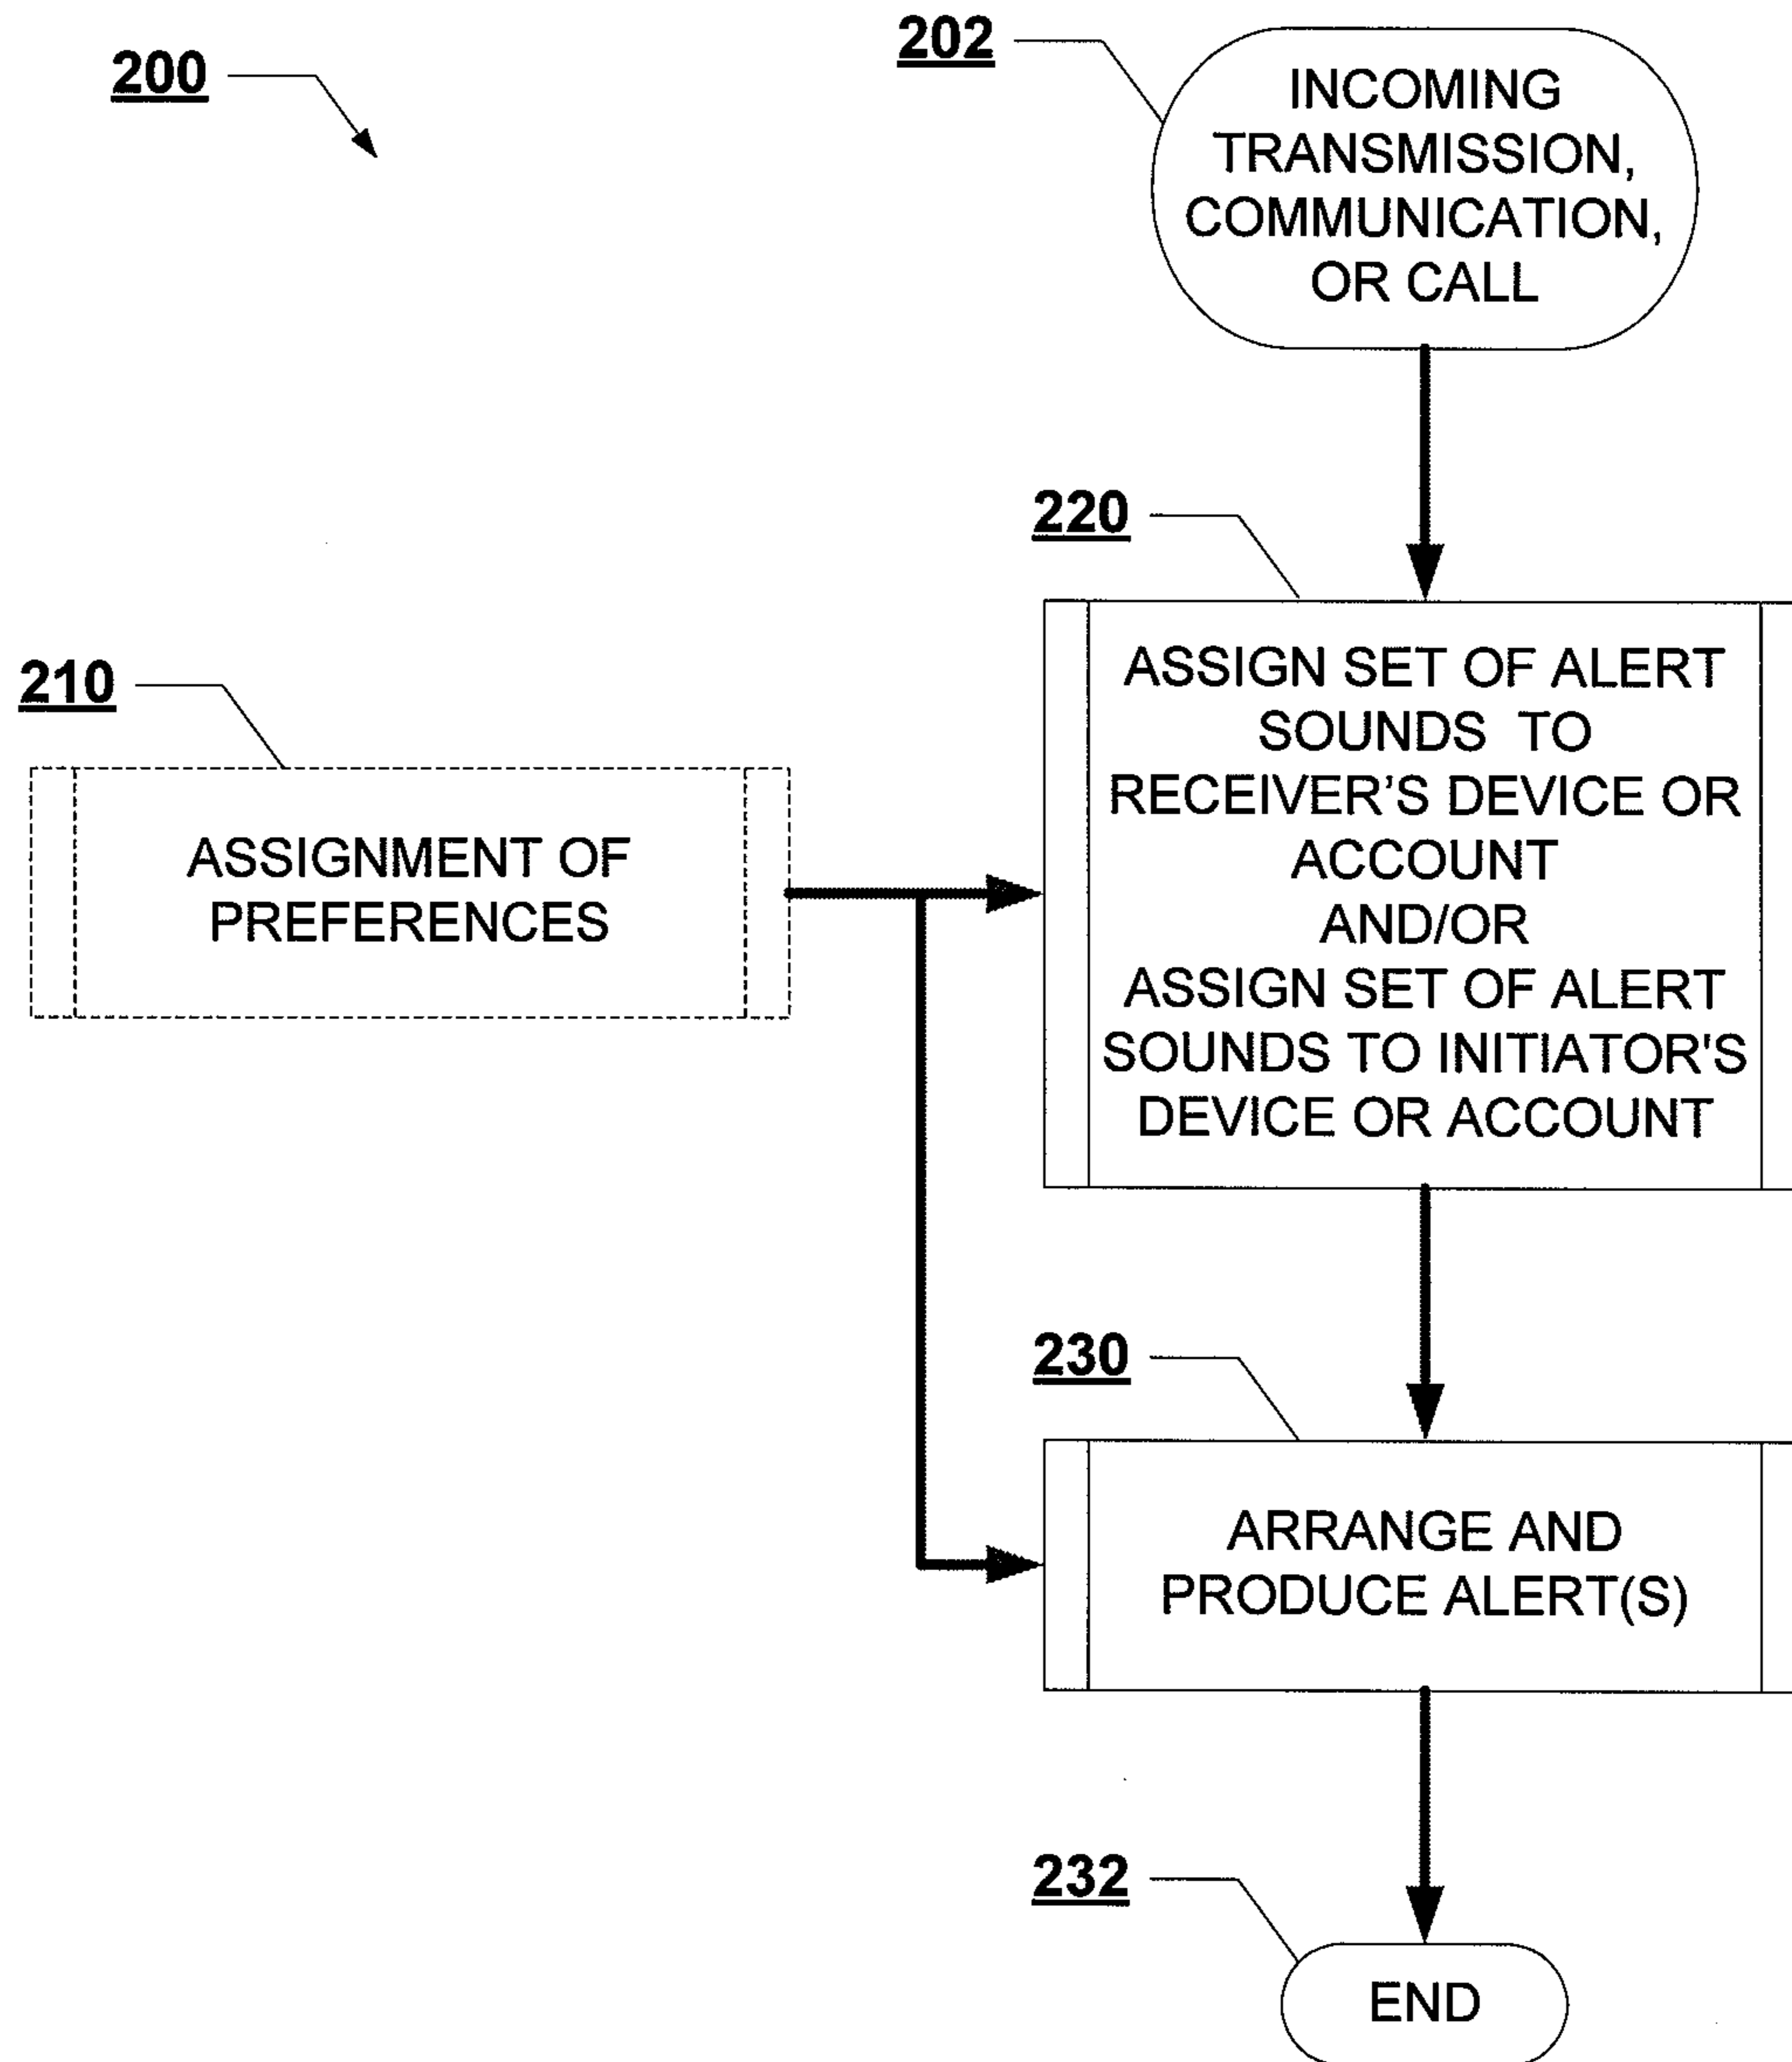 200
202
INCOMING
TRANSMISSION,
COMMUNICATION,
OR CALL
220
ASSIGN SET OF ALERT
SOUNDS TO
RECEIVER'S DEVICE OR
ACCOUNT
AND/OR
ASSIGN SET OF ALERT
SOUNDS TO INITIATOR'S
DEVICE OR ACCOUNT
210
ASSIGNMENT OF
PREFERENCES
230
ARRANGE AND
PRODUCE ALERT(S)
232
END